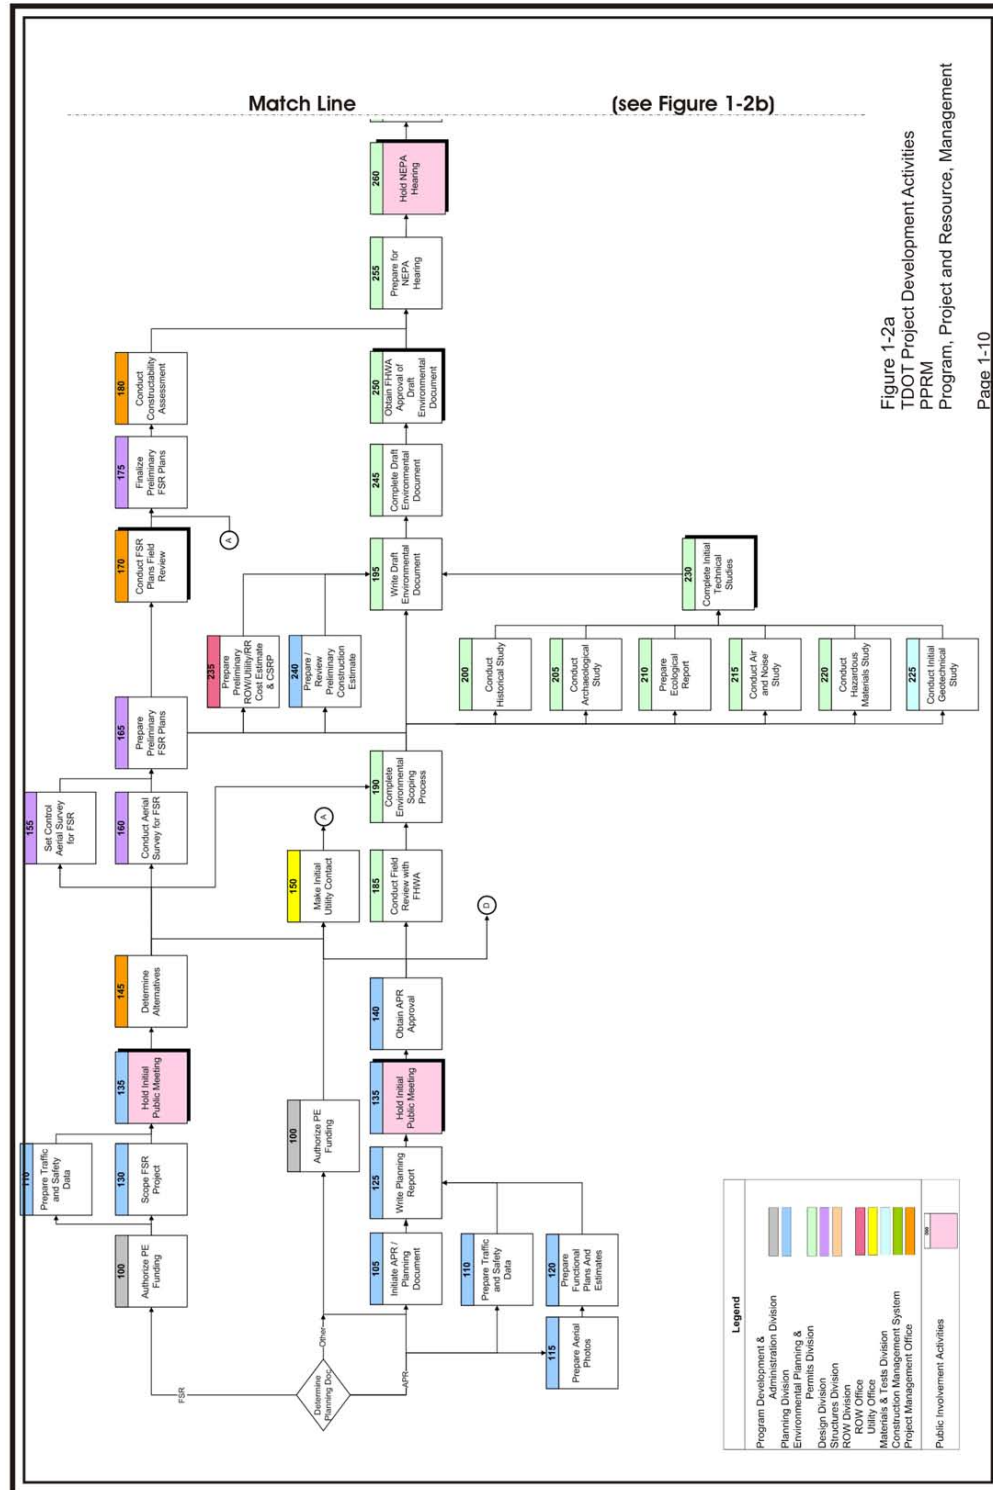 Match Line
(see Figure 1-2b)
155
Set Control
Aerial Survey
for FSR
110
Prepare Traffic
and Safety
Data
FSR
100
Authorize PE
Funding
130
Scope FSR
Project
135
Hold Initial
Public Meeting
145
Determine
Alternatives
160
Conduct Aerial
Survey for FSR
165
Prepare
Preliminary
FSR Plans
170
Conduct FSR
Plans Field
Review
175
Finalize
Preliminary
FSR Plans
180
Conduct
Constructability
Assessment
A
235
Prepare
Preliminary
ROW/Utility/RR
Cost Estimate
& CSRP
Determine
Planning Doc
Other
100
Authorize PE
Funding
150
Make Initial
Utility Contact
A
240
Prepare /
Review
Preliminary
Construction
Estimate
APR
105
Initiate APR /
Planning
Document
125
Write Planning
Report
135
Hold Initial
Public Meeting
140
Obtain APR
Approval
185
Conduct Field
Review with
FHWA
190
Complete
Environmental
Scoping
Process
195
Write Draft
Environmental
Document
245
Complete Draft
Environmental
Document
250
Obtain FHWA
Approval of
Draft
Environmental
Document
255
Prepare for
NEPA
Hearing
260
Hold NEPA
Hearing
110
Prepare Traffic
and Safety
Data
D
115
Prepare Aerial
Photos
120
Prepare
Functional
Plans And
Estimates
200
Conduct
Historical Study
205
Conduct
Archaeological
Study
210
Prepare
Ecological
Report
215
Conduct Air
and Noise
Study
220
Conduct
Hazardous
Materials Study
225
Conduct Initial
Geotechnical
Study
230
Complete Initial
Technical
Studies
Legend
Program Development &
Administration Division
Planning Division
Environmental Planning &
Permits Division
Design Division
Structures Division
ROW Division
ROW Office
Utility Office
Materials & Tests Division
Construction Management System
Project Management Office
Public Involvement Activities
Figure 1-2a
TDOT Project Development Activities
PPRM
Program, Project and Resource, Management
Page 1-10